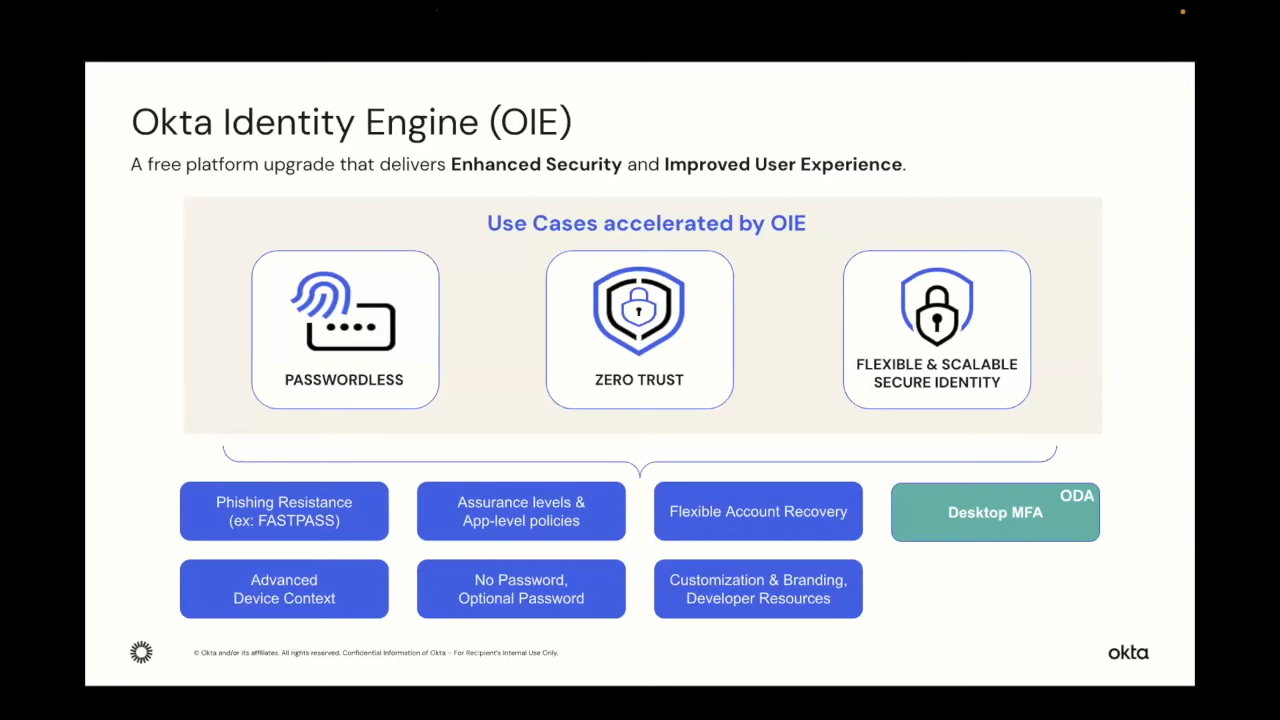 Okta Identity Engine (OIE)
A free platform upgrade that delivers Enhanced Security and Improved User Experience.
Use Cases accelerated by OIE
PASSWORDLESS
ZERO TRUST
FLEXIBLE & SCALABLE
SECURE IDENTITY
Phishing Resistance
(ex: FASTPASS)
Assurance levels &
App-level policies
Flexible Account Recovery
ODA
Desktop MFA
Advanced
Device Context
No Password,
Optional Password
Customization & Branding,
Developer Resources
© Okta and/or its affiliates. All rights reserved. Confidential Information of Okta – For Recipient's Internal Use Only.
okta